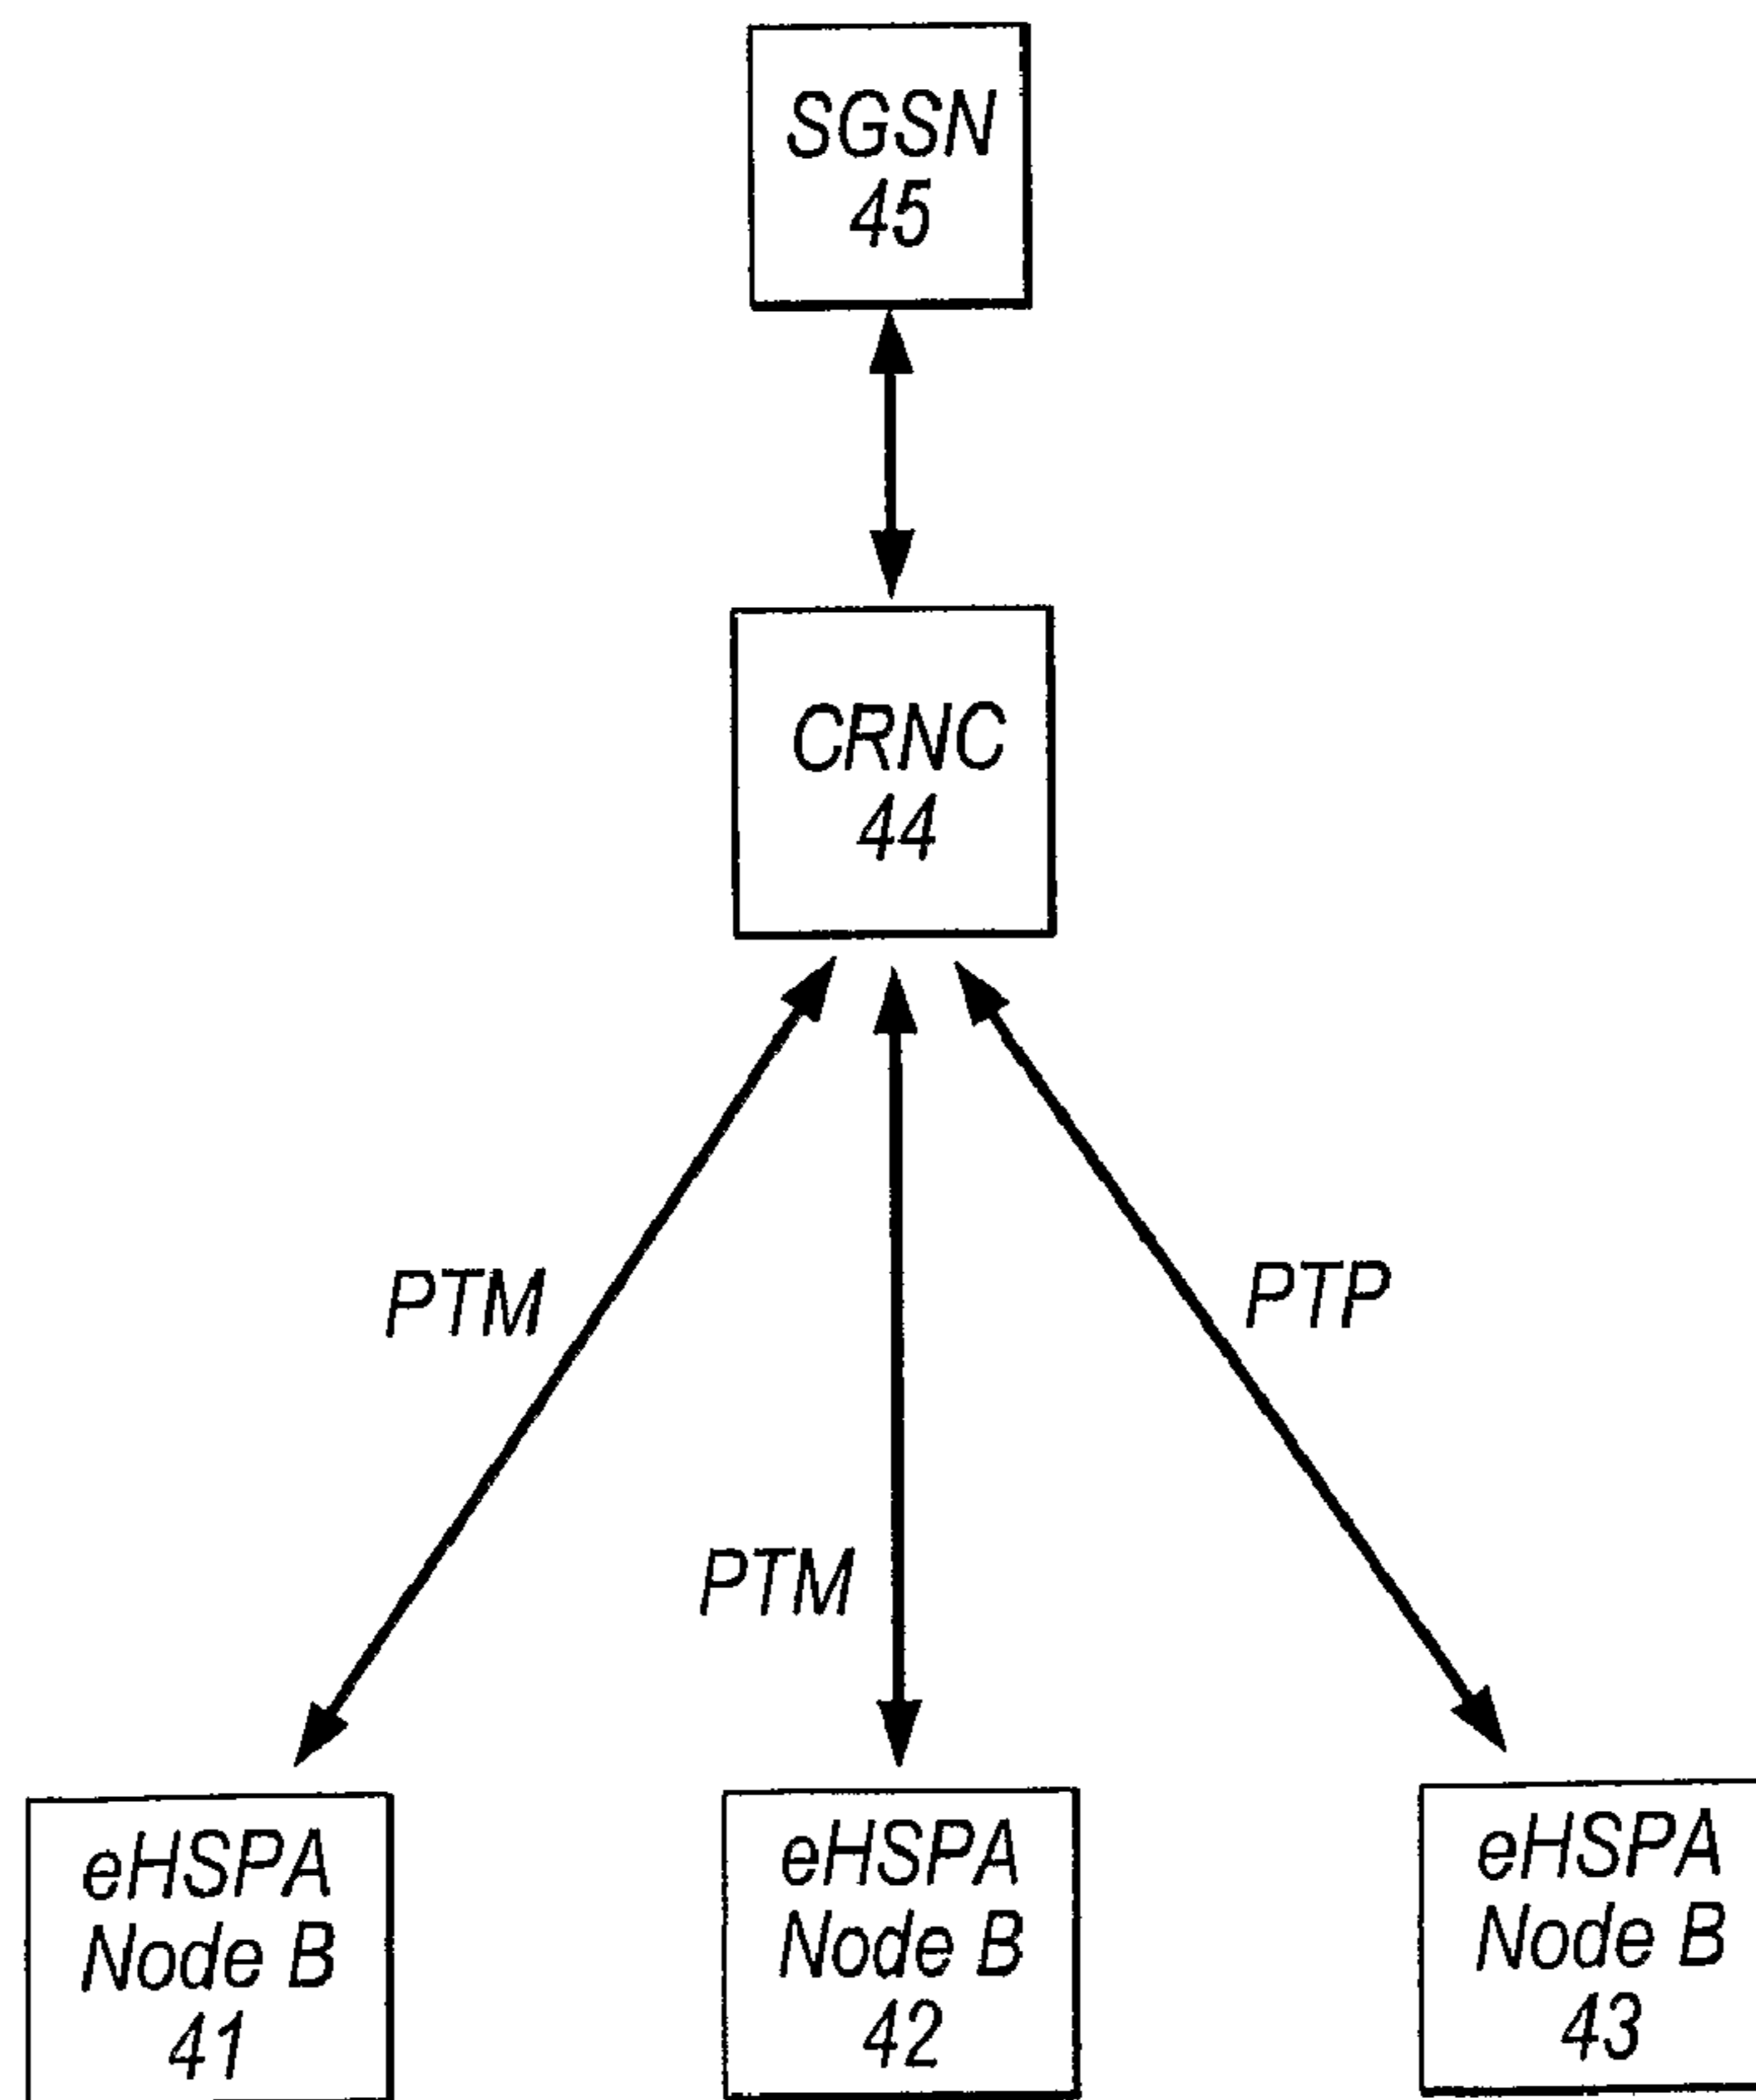 SGSN
45
CRNC
44
PTM
PTP
PTM
eHSPA
Node B
41
eHSPA
Node B
42
eHSPA
Node B
43